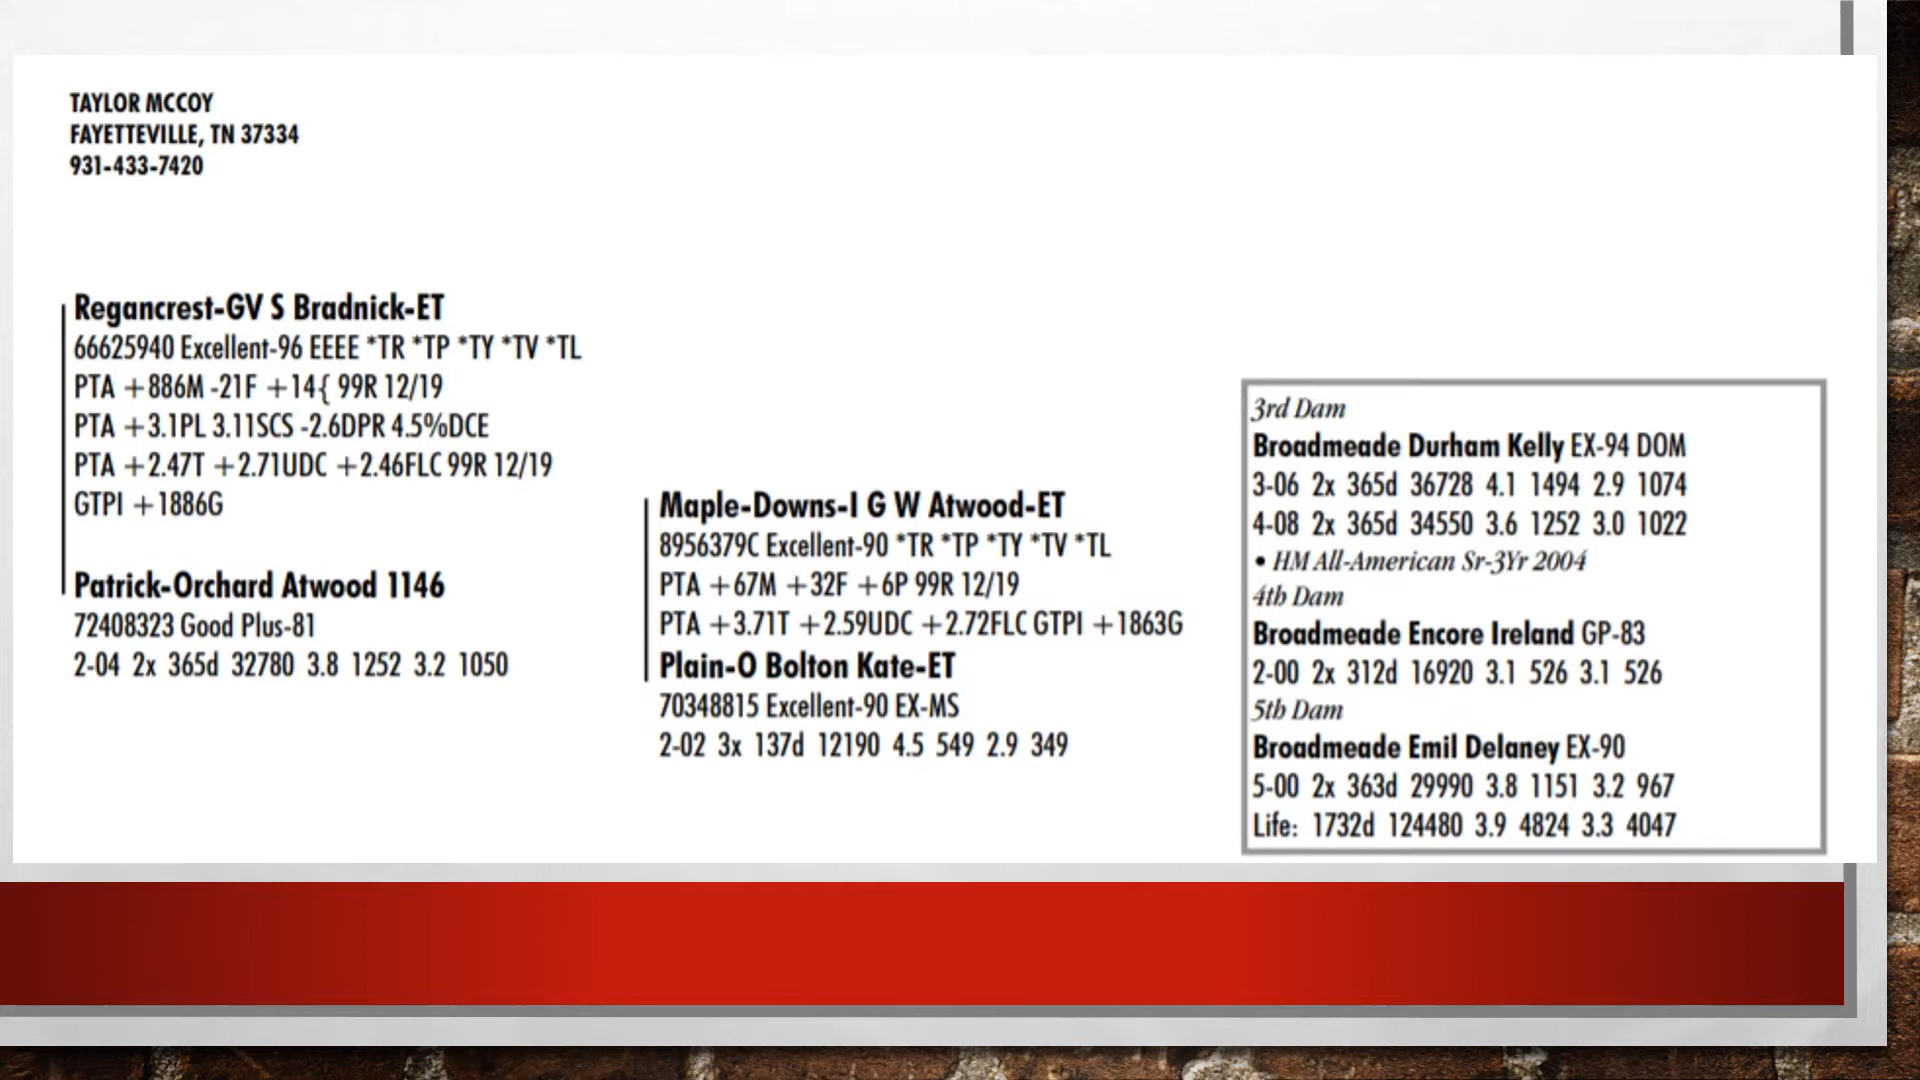 TAYLOR MCCOY
FAYETTEVILLE, TN 37334
931-433-7420
Regancrest-GV S Bradnick-ET
66625940 Excellent-96 EEEE *TR *TP *TY *TV *TL
PTA +886M -21F +14{ 99R 12/19
PTA +3.1PL 3.11SCS -2.6DPR 4.5%DCE
PTA +2.47T +2.71UDC +2.46FLC 99R 12/19
GTPI +1886G
Patrick-Orchard Atwood 1146
72408323 Good Plus-81
2-04 2x 365d 32780 3.8 1252 3.2 1050
Maple-Downs-I G W Atwood-ET
8956379C Excellent-90 *TR *TP *TY *TV *TL
PTA +67M +32F +6P 99R 12/19
PTA +3.71T +2.59UDC +2.72FLC GTPI +1863G
Plain-O Bolton Kate-ET
70348815 Excellent-90 EX-MS
2-02 3x 137d 12190 4.5 549 2.9 349
3rd Dam
Broadmeade Durham Kelly EX-94 DOM
3-06 2x 365d 36728 4.1 1494 2.9 1074
4-08 2x 365d 34550 3.6 1252 3.0 1022
• HM All-American Sr-3Yr 2004
4th Dam
Broadmeade Encore Ireland GP-83
2-00 2x 312d 16920 3.1 526 3.1 526
5th Dam
Broadmeade Emil Delaney EX-90
5-00 2x 363d 29990 3.8 1151 3.2 967
Life: 1732d 124480 3.9 4824 3.3 4047